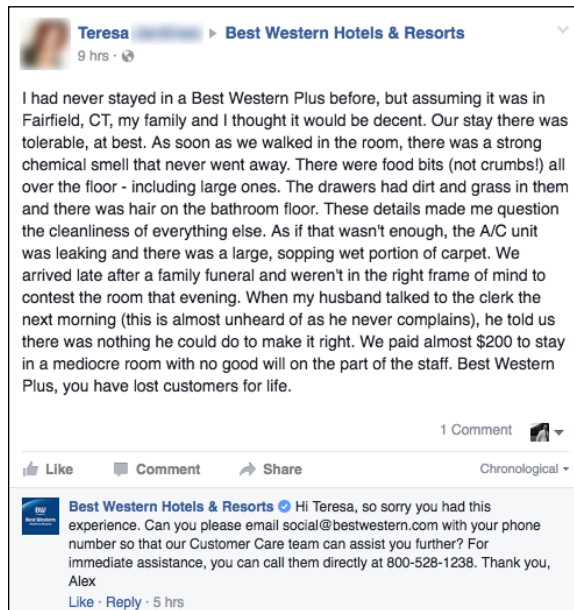 Teresa ▸ Best Western Hotels & Resorts
9 hrs ·
I had never stayed in a Best Western Plus before, but assuming it was in
Fairfield, CT, my family and I thought it would be decent. Our stay there was
tolerable, at best. As soon as we walked in the room, there was a strong
chemical smell that never went away. There were food bits (not crumbs!) all
over the floor - including large ones. The drawers had dirt and grass in them
and there was hair on the bathroom floor. These details made me question
the cleanliness of everything else. As if that wasn't enough, the A/C unit
was leaking and there was a large, sopping wet portion of carpet. We
arrived late after a family funeral and weren't in the right frame of mind to
contest the room that evening. When my husband talked to the clerk the
next morning (this is almost unheard of as he never complains), he told us
there was nothing he could do to make it right. We paid almost $200 to stay
in a mediocre room with no good will on the part of the staff. Best Western
Plus, you have lost customers for life.
1 Comment
Like Comment Share Chronological
BW
Best Western
Best Western Hotels & Resorts Hi Teresa, so sorry you had this
experience. Can you please email social@bestwestern.com with your phone
number so that our Customer Care team can assist you further? For
immediate assistance, you can call them directly at 800-528-1238. Thank you,
Alex
Like · Reply · 5 hrs